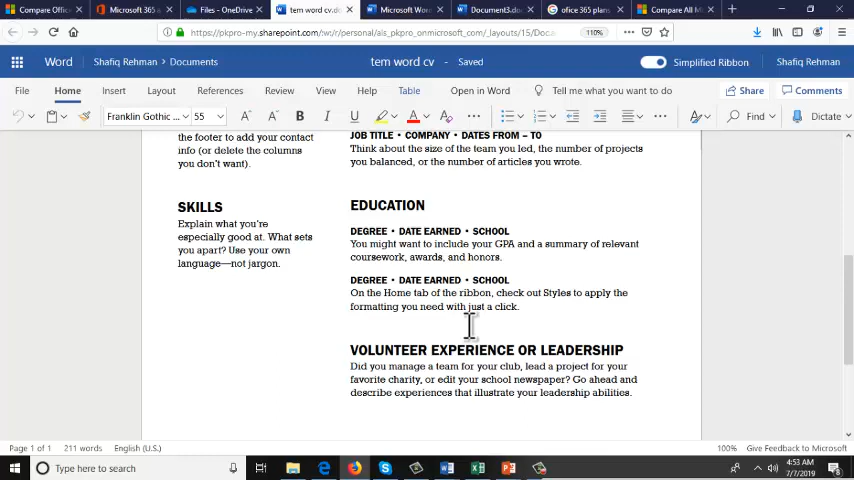 Compare Office
Microsoft 365 a
Files - OneDrive
tem word cv.do
Microsoft Wor
Document3.do
ofice 365 plans
Compare All M
https://pkpro-my.sharepoint.com/:w:/r/personal/als_pkpro_onmicrosoft_com/_layouts/15/Doc
110%
Word
Shafiq Rehman > Documents
tem word cv - Saved
Simplified Ribbon
Shafiq Rehman
File Home Insert Layout References Review View Help Table Open in Word Tell me what you want to do Share Comments
Franklin Gothic ... 55 B I U A Find Dictate
the footer to add your contact
info (or delete the columns
you don't want).
SKILLS
Explain what you're
especially good at. What sets
you apart? Use your own
language—not jargon.
JOB TITLE • COMPANY • DATES FROM – TO
Think about the size of the team you led, the number of projects
you balanced, or the number of articles you wrote.
EDUCATION
DEGREE • DATE EARNED • SCHOOL
You might want to include your GPA and a summary of relevant
coursework, awards, and honors.
DEGREE • DATE EARNED • SCHOOL
On the Home tab of the ribbon, check out Styles to apply the
formatting you need with just a click.
VOLUNTEER EXPERIENCE OR LEADERSHIP
Did you manage a team for your club, lead a project for your
favorite charity, or edit your school newspaper? Go ahead and
describe experiences that illustrate your leadership abilities.
Page 1 of 1 211 words English (U.S.) 100% Give Feedback to Microsoft
Type here to search
4:53 AM
7/7/2019